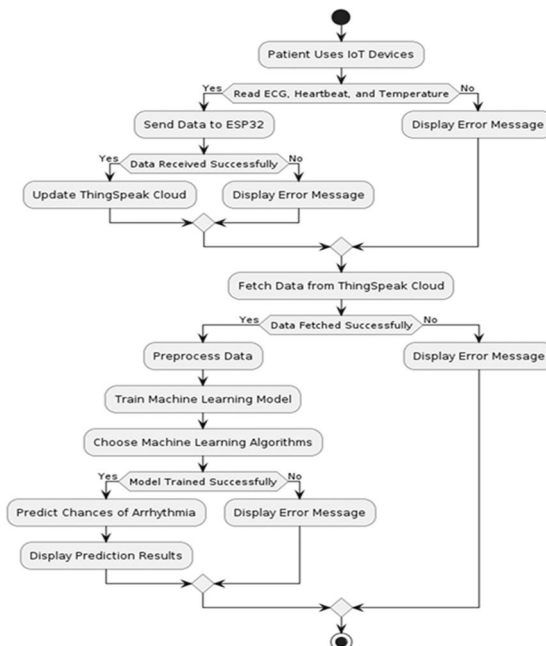 Patient Uses IoT Devices
Yes Read ECG, Heartbeat, and Temperature No
Send Data to ESP32 Display Error Message
Yes Data Received Successfully No
Update ThingSpeak Cloud Display Error Message
Fetch Data from ThingSpeak Cloud
Yes Data Fetched Successfully No
Preprocess Data Display Error Message
Train Machine Learning Model
Choose Machine Learning Algorithms
Yes Model Trained Successfully No
Predict Chances of Arrhythmia Display Error Message
Display Prediction Results